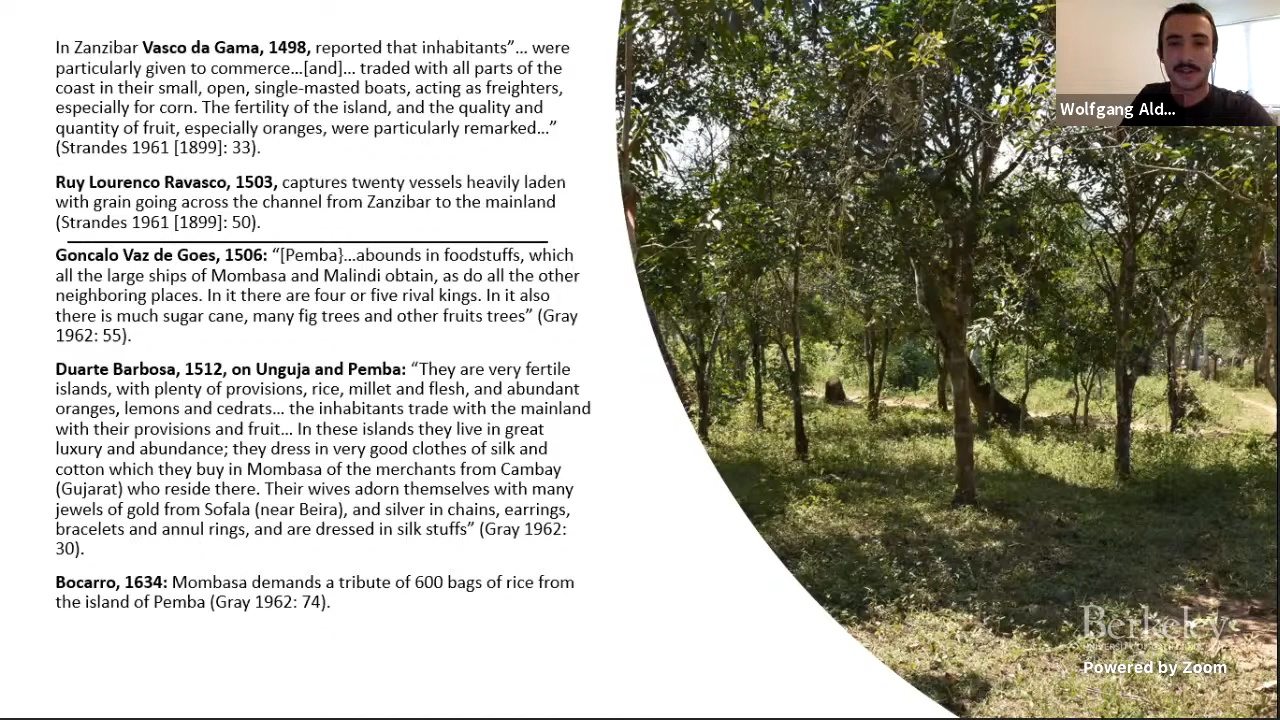 In Zanzibar Vasco da Gama, 1498, reported that inhabitants”… were
particularly given to commerce…[and]… traded with all parts of the
coast in their small, open, single-masted boats, acting as freighters,
especially for corn. The fertility of the island, and the quality and
quantity of fruit, especially oranges, were particularly remarked…”
(Strandes 1961 [1899]: 33).
Ruy Lourenco Ravasco, 1503, captures twenty vessels heavily laden
with grain going across the channel from Zanzibar to the mainland
(Strandes 1961 [1899]: 50).
Goncalo Vaz de Goes, 1506: “[Pemba}…abounds in foodstuffs, which
all the large ships of Mombasa and Malindi obtain, as do all the other
neighboring places. In it there are four or five rival kings. In it also
there is much sugar cane, many fig trees and other fruits trees” (Gray
1962: 55).
Duarte Barbosa, 1512, on Unguja and Pemba: “They are very fertile
islands, with plenty of provisions, rice, millet and flesh, and abundant
oranges, lemons and cedrats… the inhabitants trade with the mainland
with their provisions and fruit… In these islands they live in great
luxury and abundance; they dress in very good clothes of silk and
cotton which they buy in Mombasa of the merchants from Cambay
(Gujarat) who reside there. Their wives adorn themselves with many
jewels of gold from Sofala (near Beira), and silver in chains, earrings,
bracelets and annul rings, and are dressed in silk stuffs” (Gray 1962:
30).
Bocarro, 1634: Mombasa demands a tribute of 600 bags of rice from
the island of Pemba (Gray 1962: 74).
Wolfgang Ald...
Berkeley
Powered by Zoom